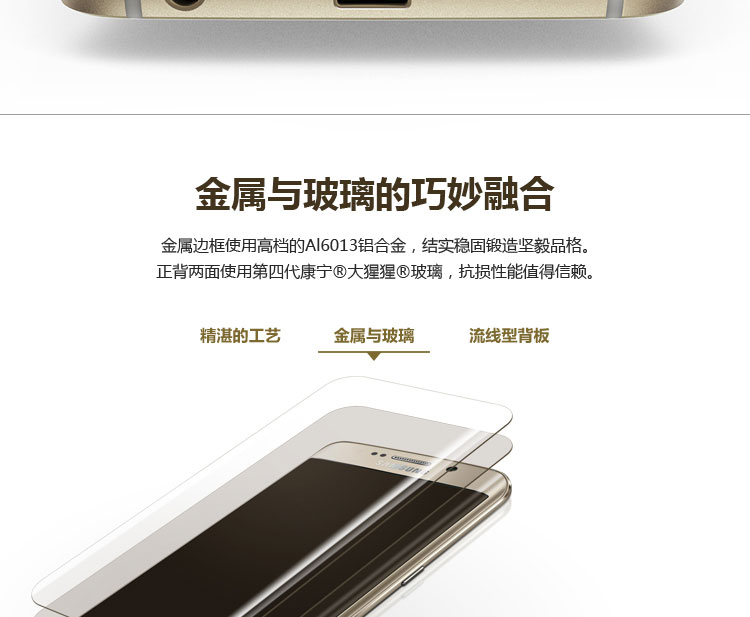 金属与玻璃的巧妙融合
金属边框使用高档的Al6013铝合金，结实稳固锻造坚毅品格。
正背两面使用第四代康宁®大猩猩®玻璃，抗损性能值得信赖。
精湛的工艺 金属与玻璃 流线型背板
SAMSUNG